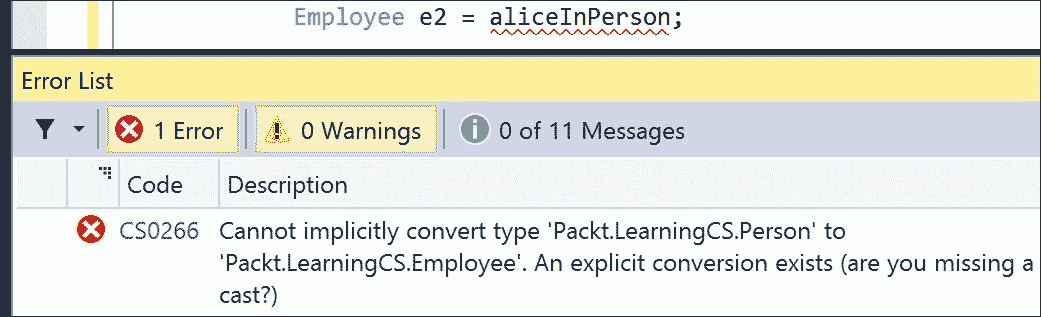 Employee e2 = aliceInPerson;
Error List
1 Error 0 Warnings 0 of 11 Messages
Code Description
CS0266 Cannot implicitly convert type 'Packt.LearningCS.Person' to
'Packt.LearningCS.Employee'. An explicit conversion exists (are you missing a
cast?)